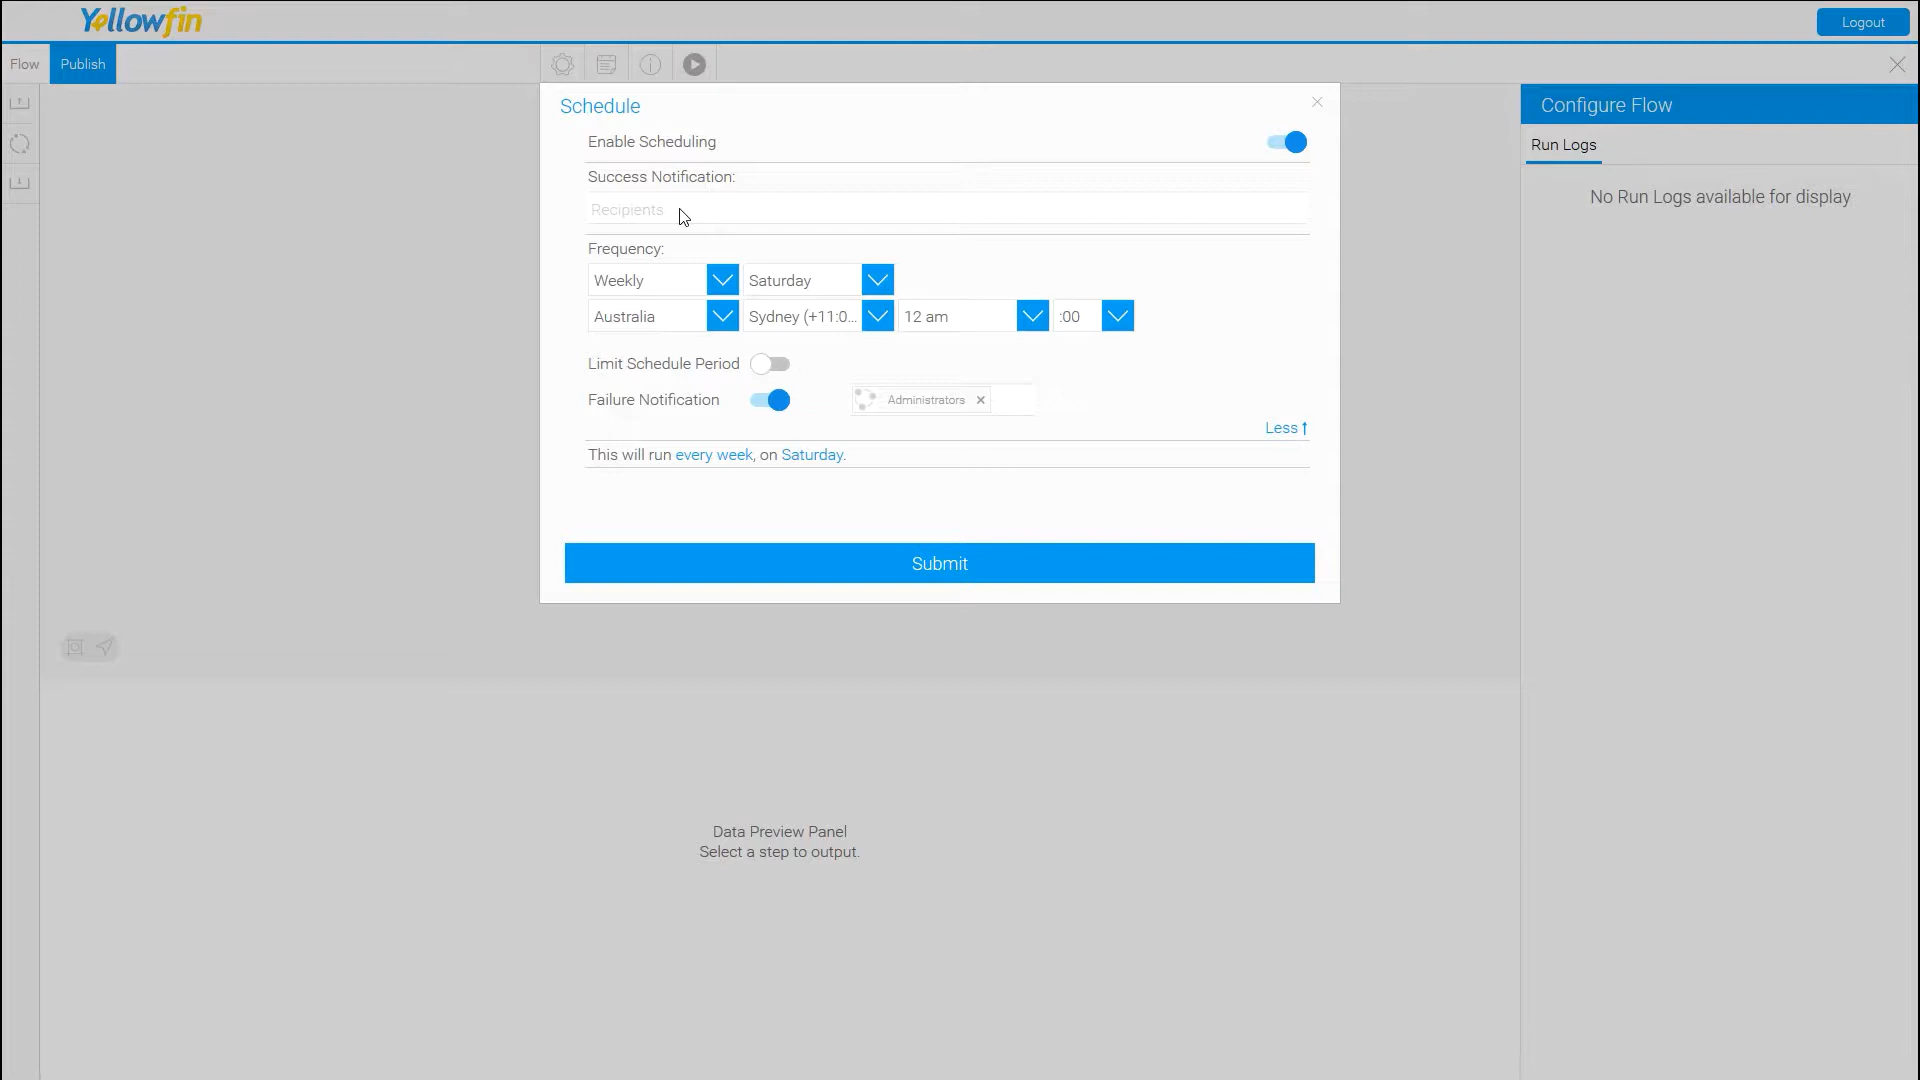 Yellowfin
Logout
Flow
Publish
Schedule
Configure Flow
Enable Scheduling
Run Logs
Success Notification:
No Run Logs available for display
Recipients
Frequency:
Weekly
Saturday
Australia
Sydney (+11:0...
12 am
:00
Limit Schedule Period
Failure Notification
Administrators
Less
This will run every week, on Saturday.
Submit
Data Preview Panel
Select a step to output.